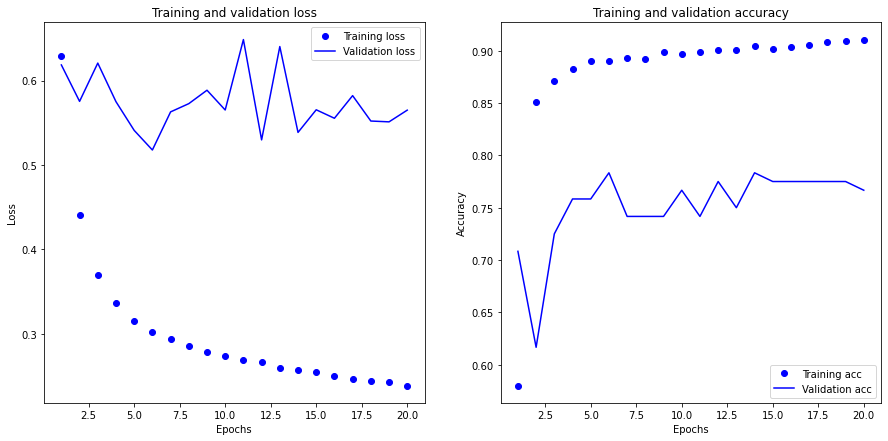 Training and validation loss
Training loss
Validation loss
0.6
0.5
0.4
0.3
Loss
2.5 5.0 7.5 10.0 12.5 15.0 17.5 20.0
Epochs
Training and validation accuracy
0.90
0.85
0.80
0.75
0.70
0.65
0.60
Accuracy
Training acc
Validation acc
2.5 5.0 7.5 10.0 12.5 15.0 17.5 20.0
Epochs